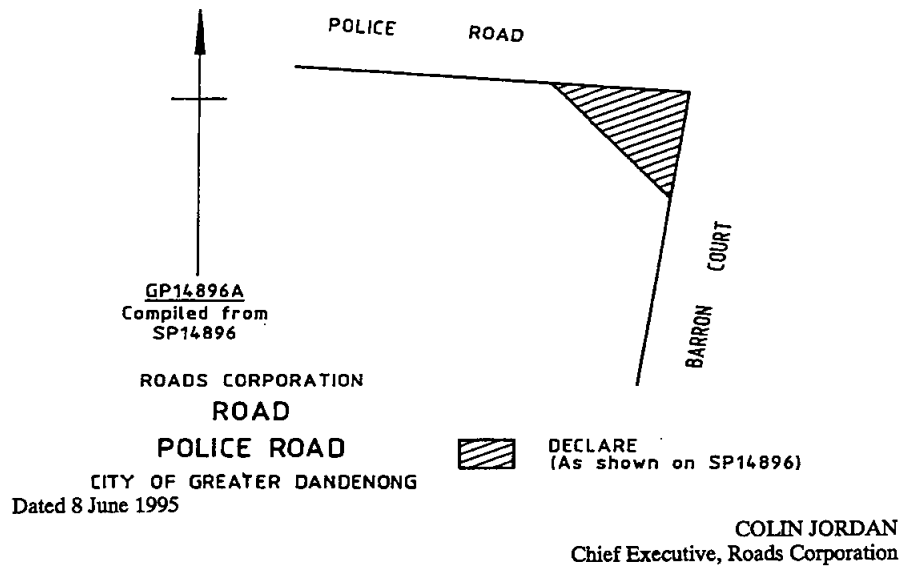 POLICE ROAD
BARRON COURT
GP14896A
Compiled from
SP14896
ROADS CORPORATION
ROAD
POLICE ROAD
CITY OF GREATER DANDENONG
DECLARE
(As shown on SP14896)
Dated 8 June 1995
COLIN JORDAN
Chief Executive, Roads Corporation